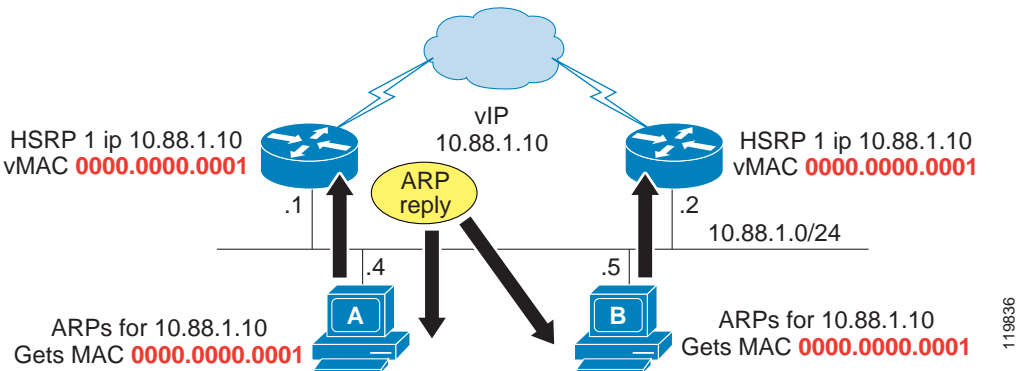 vIP
10.88.1.10
HSRP 1 ip 10.88.1.10
vMAC 0000.0000.0001
HSRP 1 ip 10.88.1.10
vMAC 0000.0000.0001
ARP
reply
.1
.2
10.88.1.0/24
.4
.5
A
B
ARPs for 10.88.1.10
Gets MAC 0000.0000.0001
ARPs for 10.88.1.10
Gets MAC 0000.0000.0001
119836